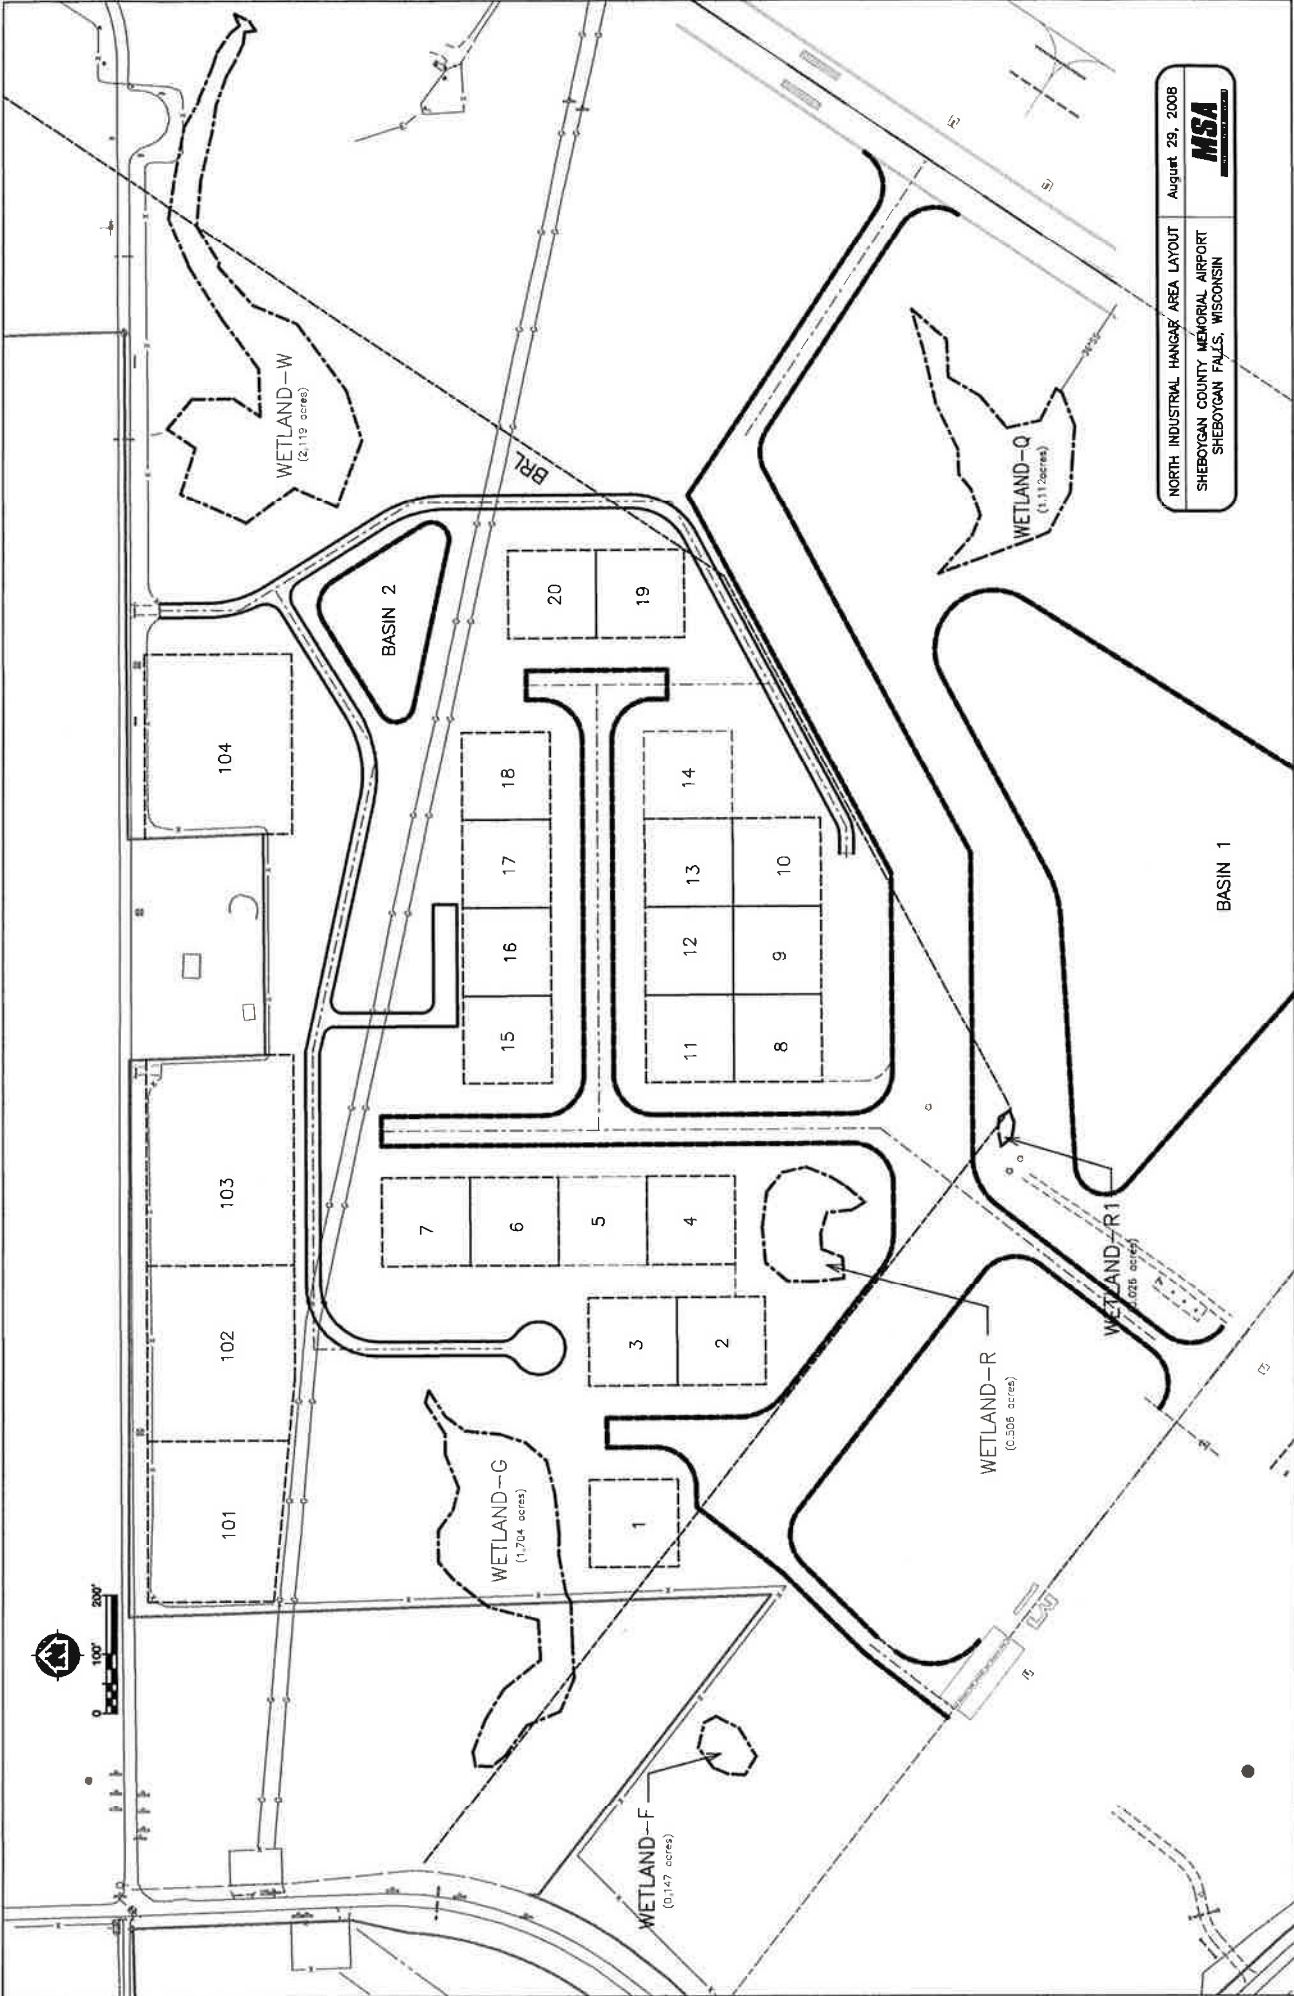 NORTH INDUSTRIAL HANGAR AREA LAYOUT
August 29, 2008
SHEBOYGAN COUNTY MEMORIAL AIRPORT
SHEBOYGAN FALLS, WISCONSIN
MSA
N
0 100' 200'
101
102
103
104
WETLAND-W
(2.119 acres)
BASIN 2
BRL
WETLAND-G
(1.704 acres)
7
6
5
4
3
2
1
15
16
17
18
20
19
11
12
13
14
8
9
10
WETLAND-F
(0.147 acres)
WETLAND-R
(0.506 acres)
WETLAND-R1
(0.026 acres)
WETLAND-Q
(1.112acres)
BASIN 1